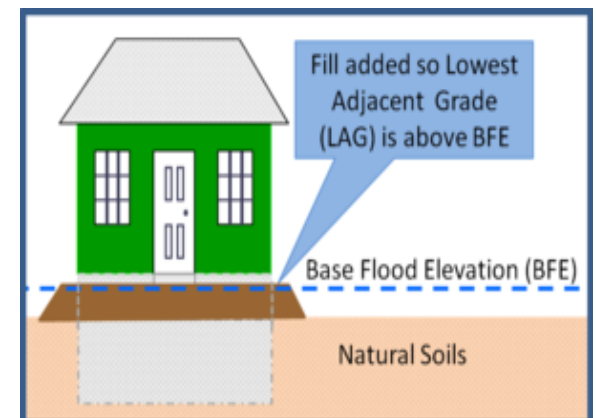 Fill added so Lowest
Adjacent Grade
(LAG) is above BFE
Base Flood Elevation (BFE)
Natural Soils